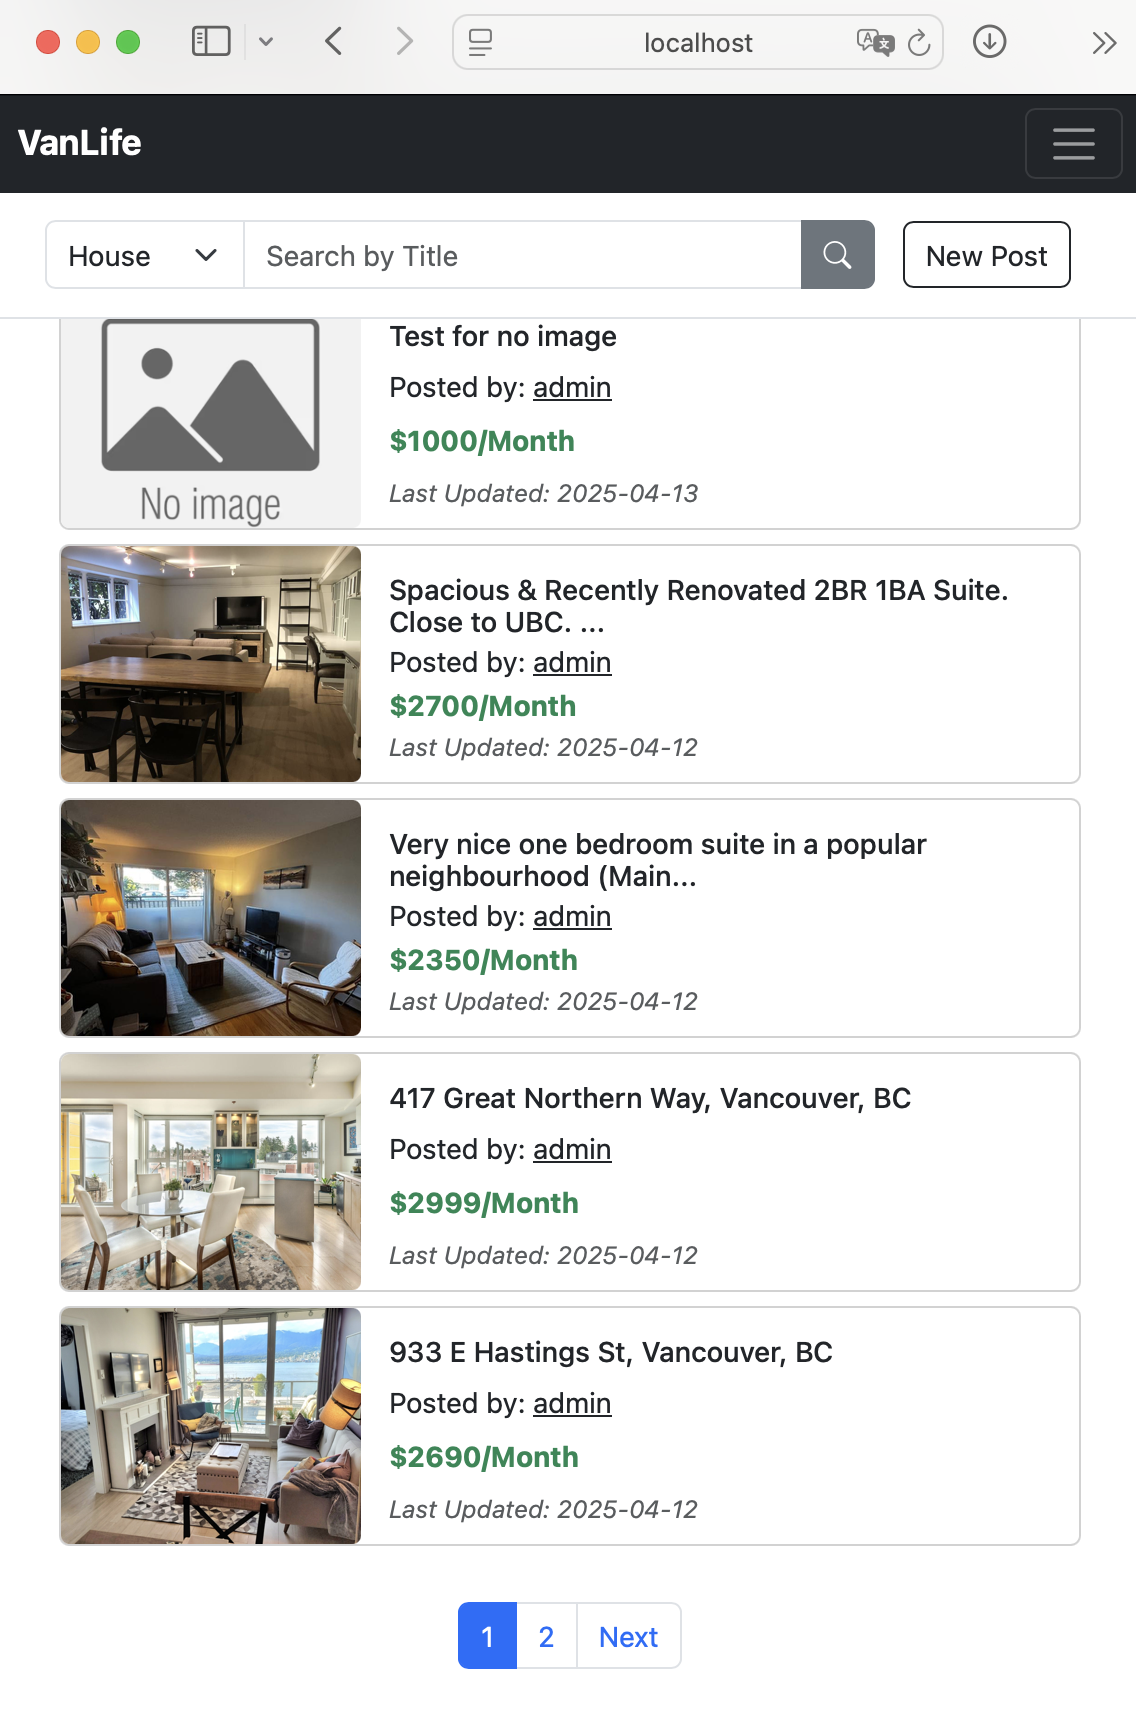 localhost
VanLife
House
Search by Title
New Post
No image
Test for no image
Posted by: admin
$1000/Month
Last Updated: 2025-04-13
Spacious & Recently Renovated 2BR 1BA Suite.
Close to UBC. ...
Posted by: admin
$2700/Month
Last Updated: 2025-04-12
Very nice one bedroom suite in a popular
neighbourhood (Main...
Posted by: admin
$2350/Month
Last Updated: 2025-04-12
417 Great Northern Way, Vancouver, BC
Posted by: admin
$2999/Month
Last Updated: 2025-04-12
933 E Hastings St, Vancouver, BC
Posted by: admin
$2690/Month
Last Updated: 2025-04-12
1 2 Next